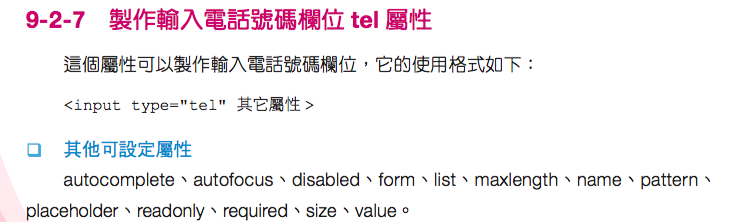 9-2-7 製作輸入電話號碼欄位 tel 屬性
這個屬性可以製作輸入電話號碼欄位，它的使用格式如下：
<input type="tel" 其它屬性 >
❑ 其他可設定屬性
autocomplete、autofocus、disabled、form、list、maxlength、name、pattern、
placeholder、readonly、required、size、value。